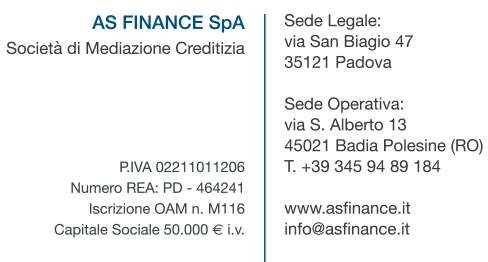 AS FINANCE SpA
Società di Mediazione Creditizia
P.IVA 02211011206
Numero REA: PD - 464241
Iscrizione OAM n. M116
Capitale Sociale 50.000 € i.v.
Sede Legale:
via San Biagio 47
35121 Padova
Sede Operativa:
via S. Alberto 13
45021 Badia Polesine (RO)
T. +39 345 94 89 184
www.asfinance.it
info@asfinance.it